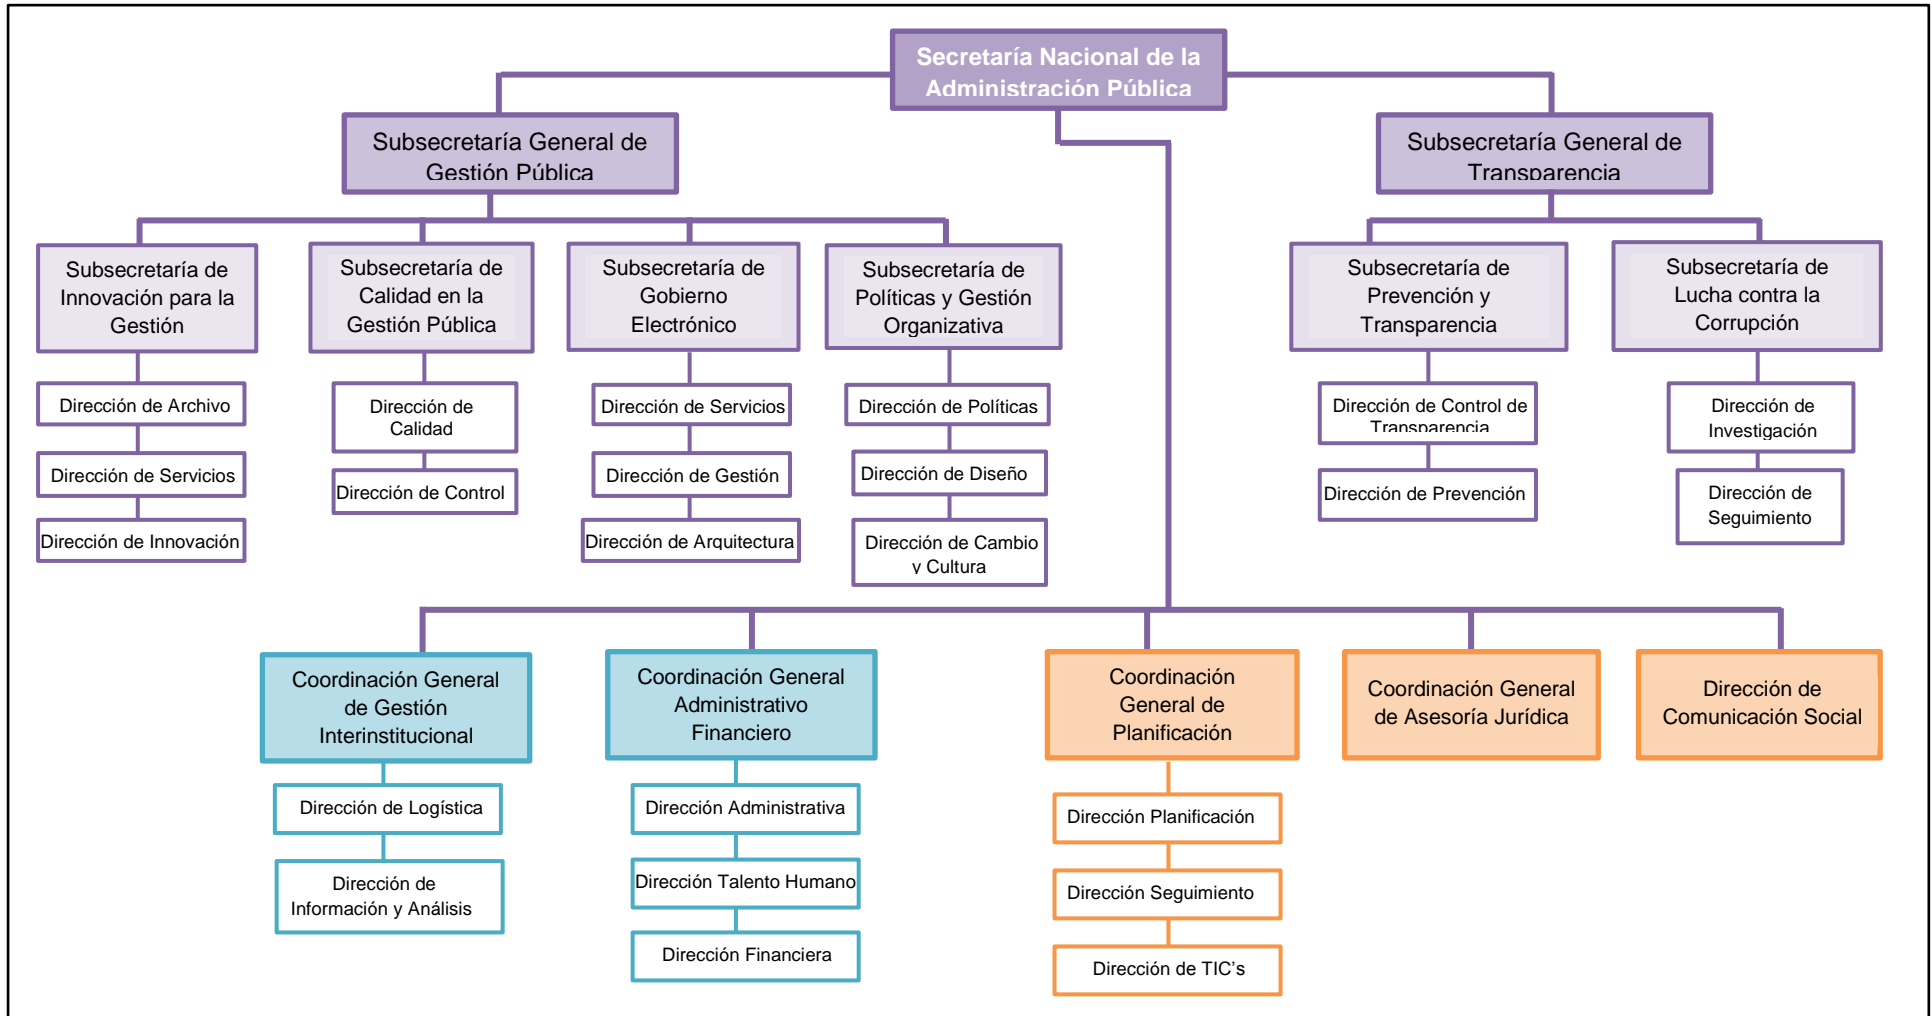 Secretaría Nacional de la
Administración Pública
Subsecretaría General de
Gestión Pública
Subsecretaría General de
Transparencia
Subsecretaría de
Innovación para la
Gestión
Subsecretaría de
Calidad en la
Gestión Pública
Subsecretaría de
Gobierno
Electrónico
Subsecretaría de
Políticas y Gestión
Organizativa
Subsecretaría de
Prevención y
Transparencia
Subsecretaría de
Lucha contra la
Corrupción
Dirección de Archivo
Dirección de Servicios
Dirección de Innovación
Dirección de
Calidad
Dirección de Control
Dirección de Servicios
Dirección de Gestión
Dirección de Arquitectura
Dirección de Políticas
Dirección de Diseño
Dirección de Cambio
y Cultura
Dirección de Control de
Transparencia
Dirección de Prevención
Dirección de
Investigación
Dirección de
Seguimiento
Coordinación General
de Gestión
Interinstitucional
Coordinación General
Administrativo
Financiero
Coordinación
General de
Planificación
Coordinación General
de Asesoría Jurídica
Dirección de
Comunicación Social
Dirección de Logística
Dirección de
Información y Análisis
Dirección Administrativa
Dirección Talento Humano
Dirección Financiera
Dirección Planificación
Dirección Seguimiento
Dirección de TIC's